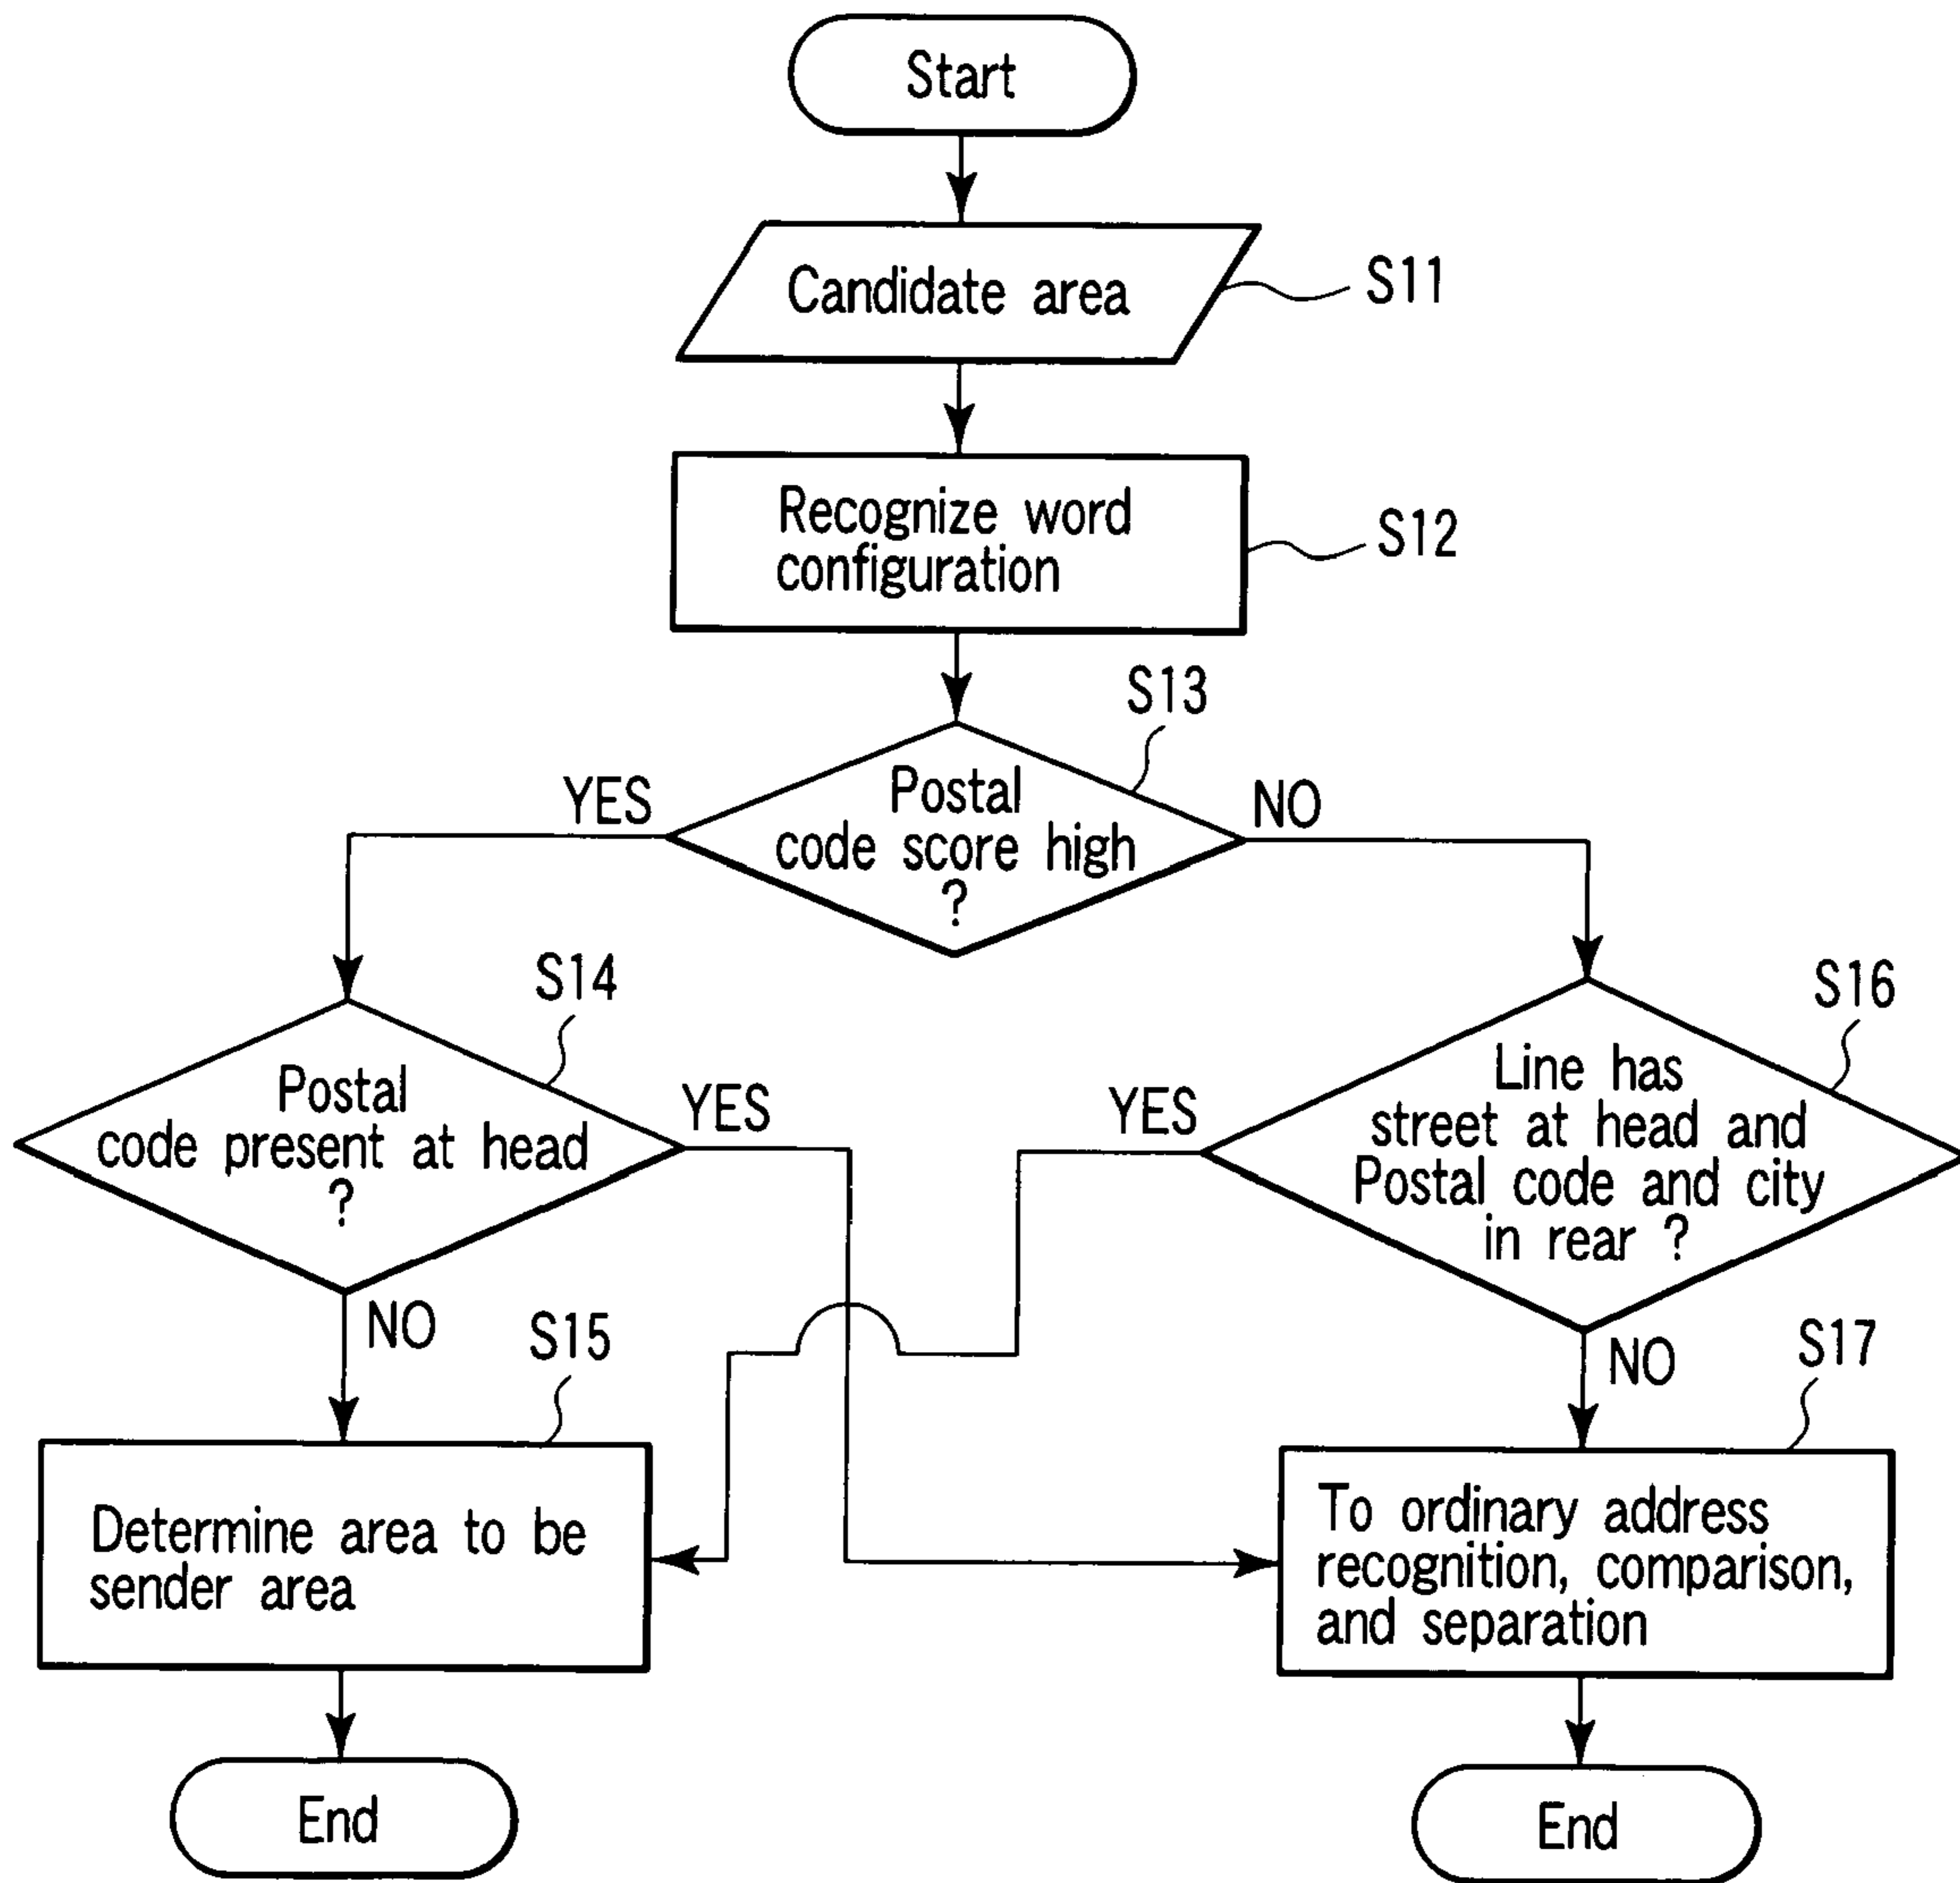 Start
Candidate area
S11
Recognize word
configuration
S12
S13
Postal
code score high
?
YES
NO
S14
Postal
code present at head
?
YES
NO
S16
Line has
street at head and
Postal code and city
in rear ?
YES
NO
S15
Determine area to be
sender area
S17
To ordinary address
recognition, comparison,
and separation
End
End